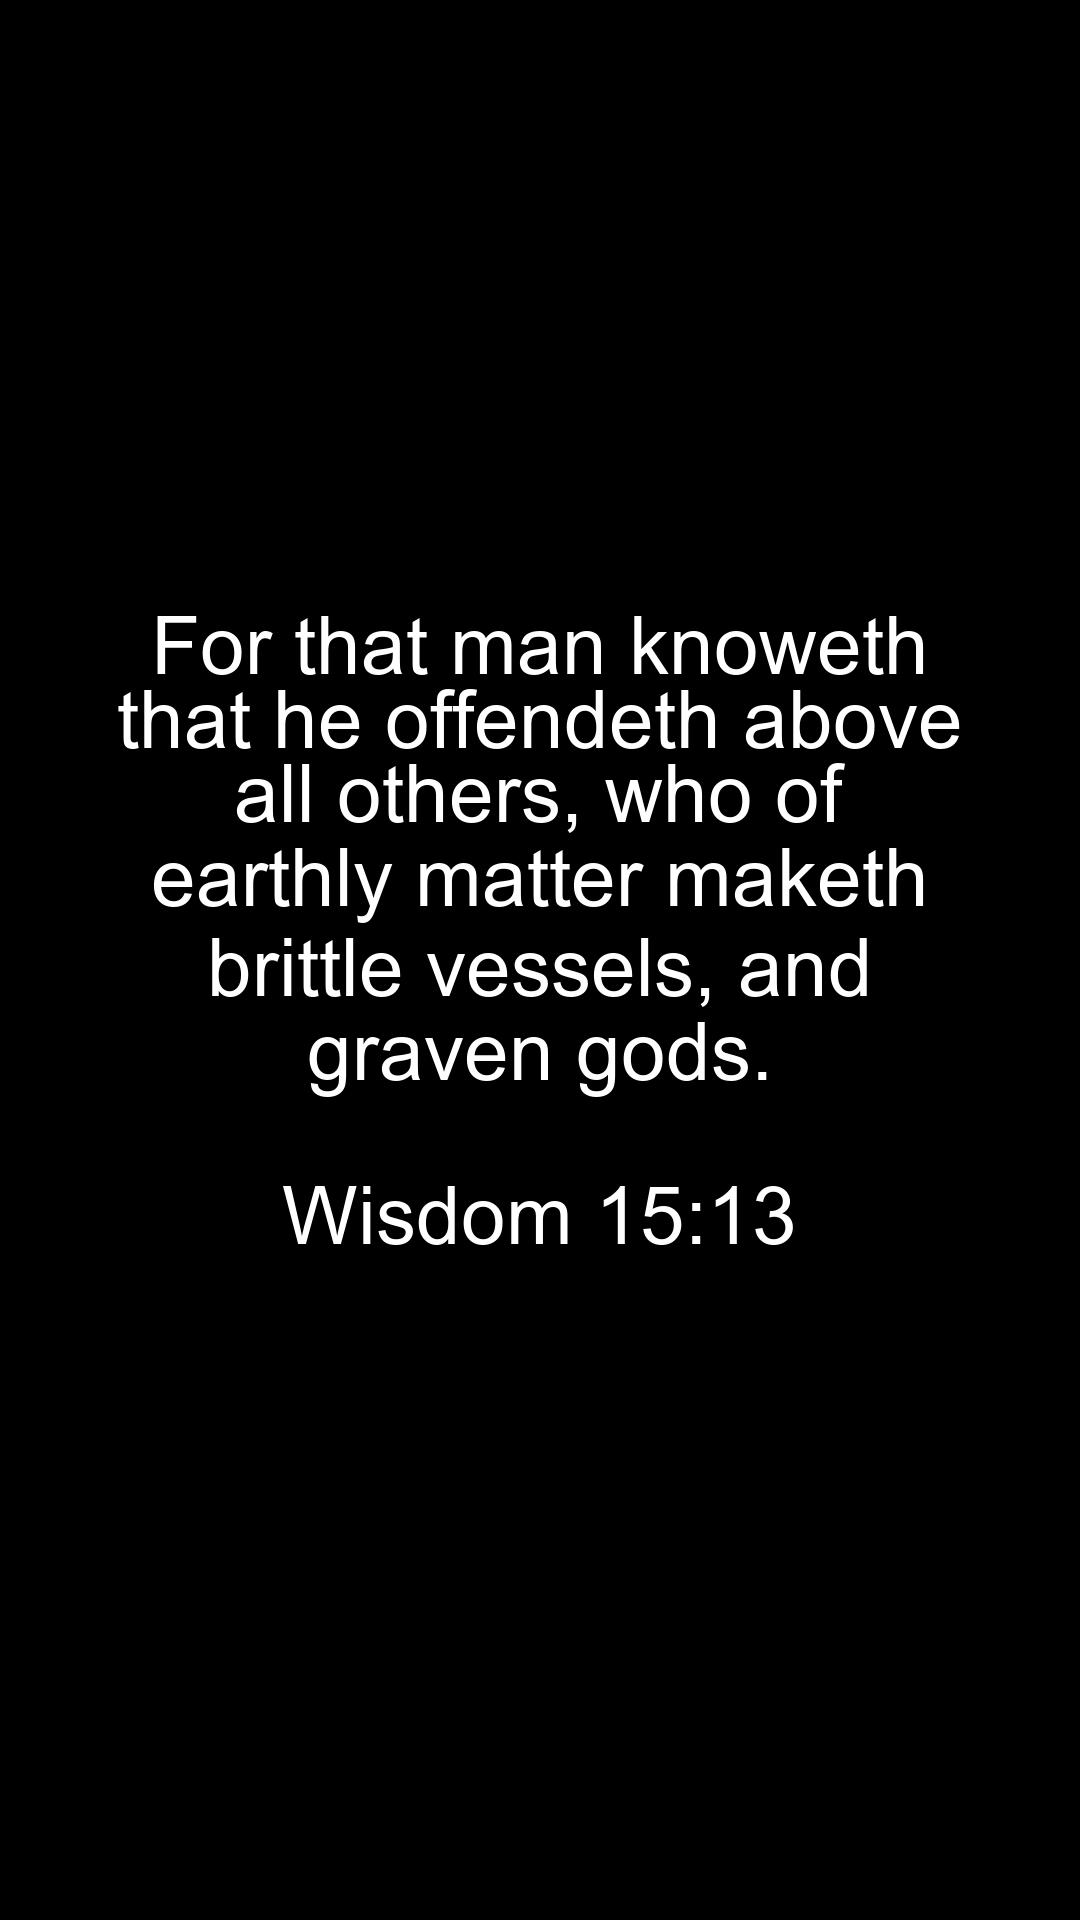 For that man knoweth
that he offendeth above
all others, who of
earthly matter maketh
brittle vessels, and
graven gods.
Wisdom 15:13